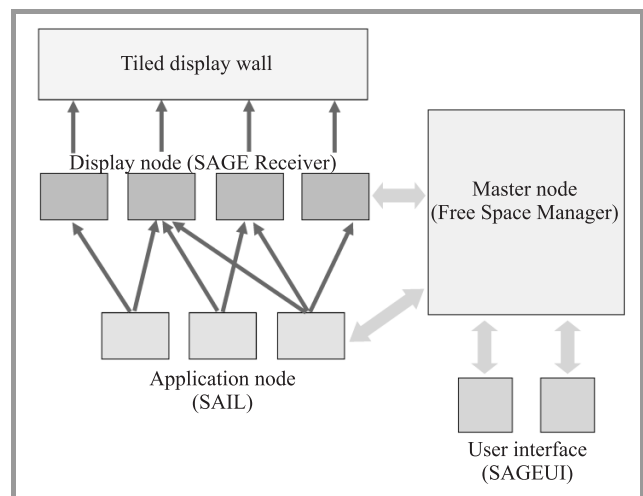 Tiled display wall
Display node (SAGE Receiver)
Master node
(Free Space Manager)
Application node
(SAIL)
User interface
(SAGEUI)